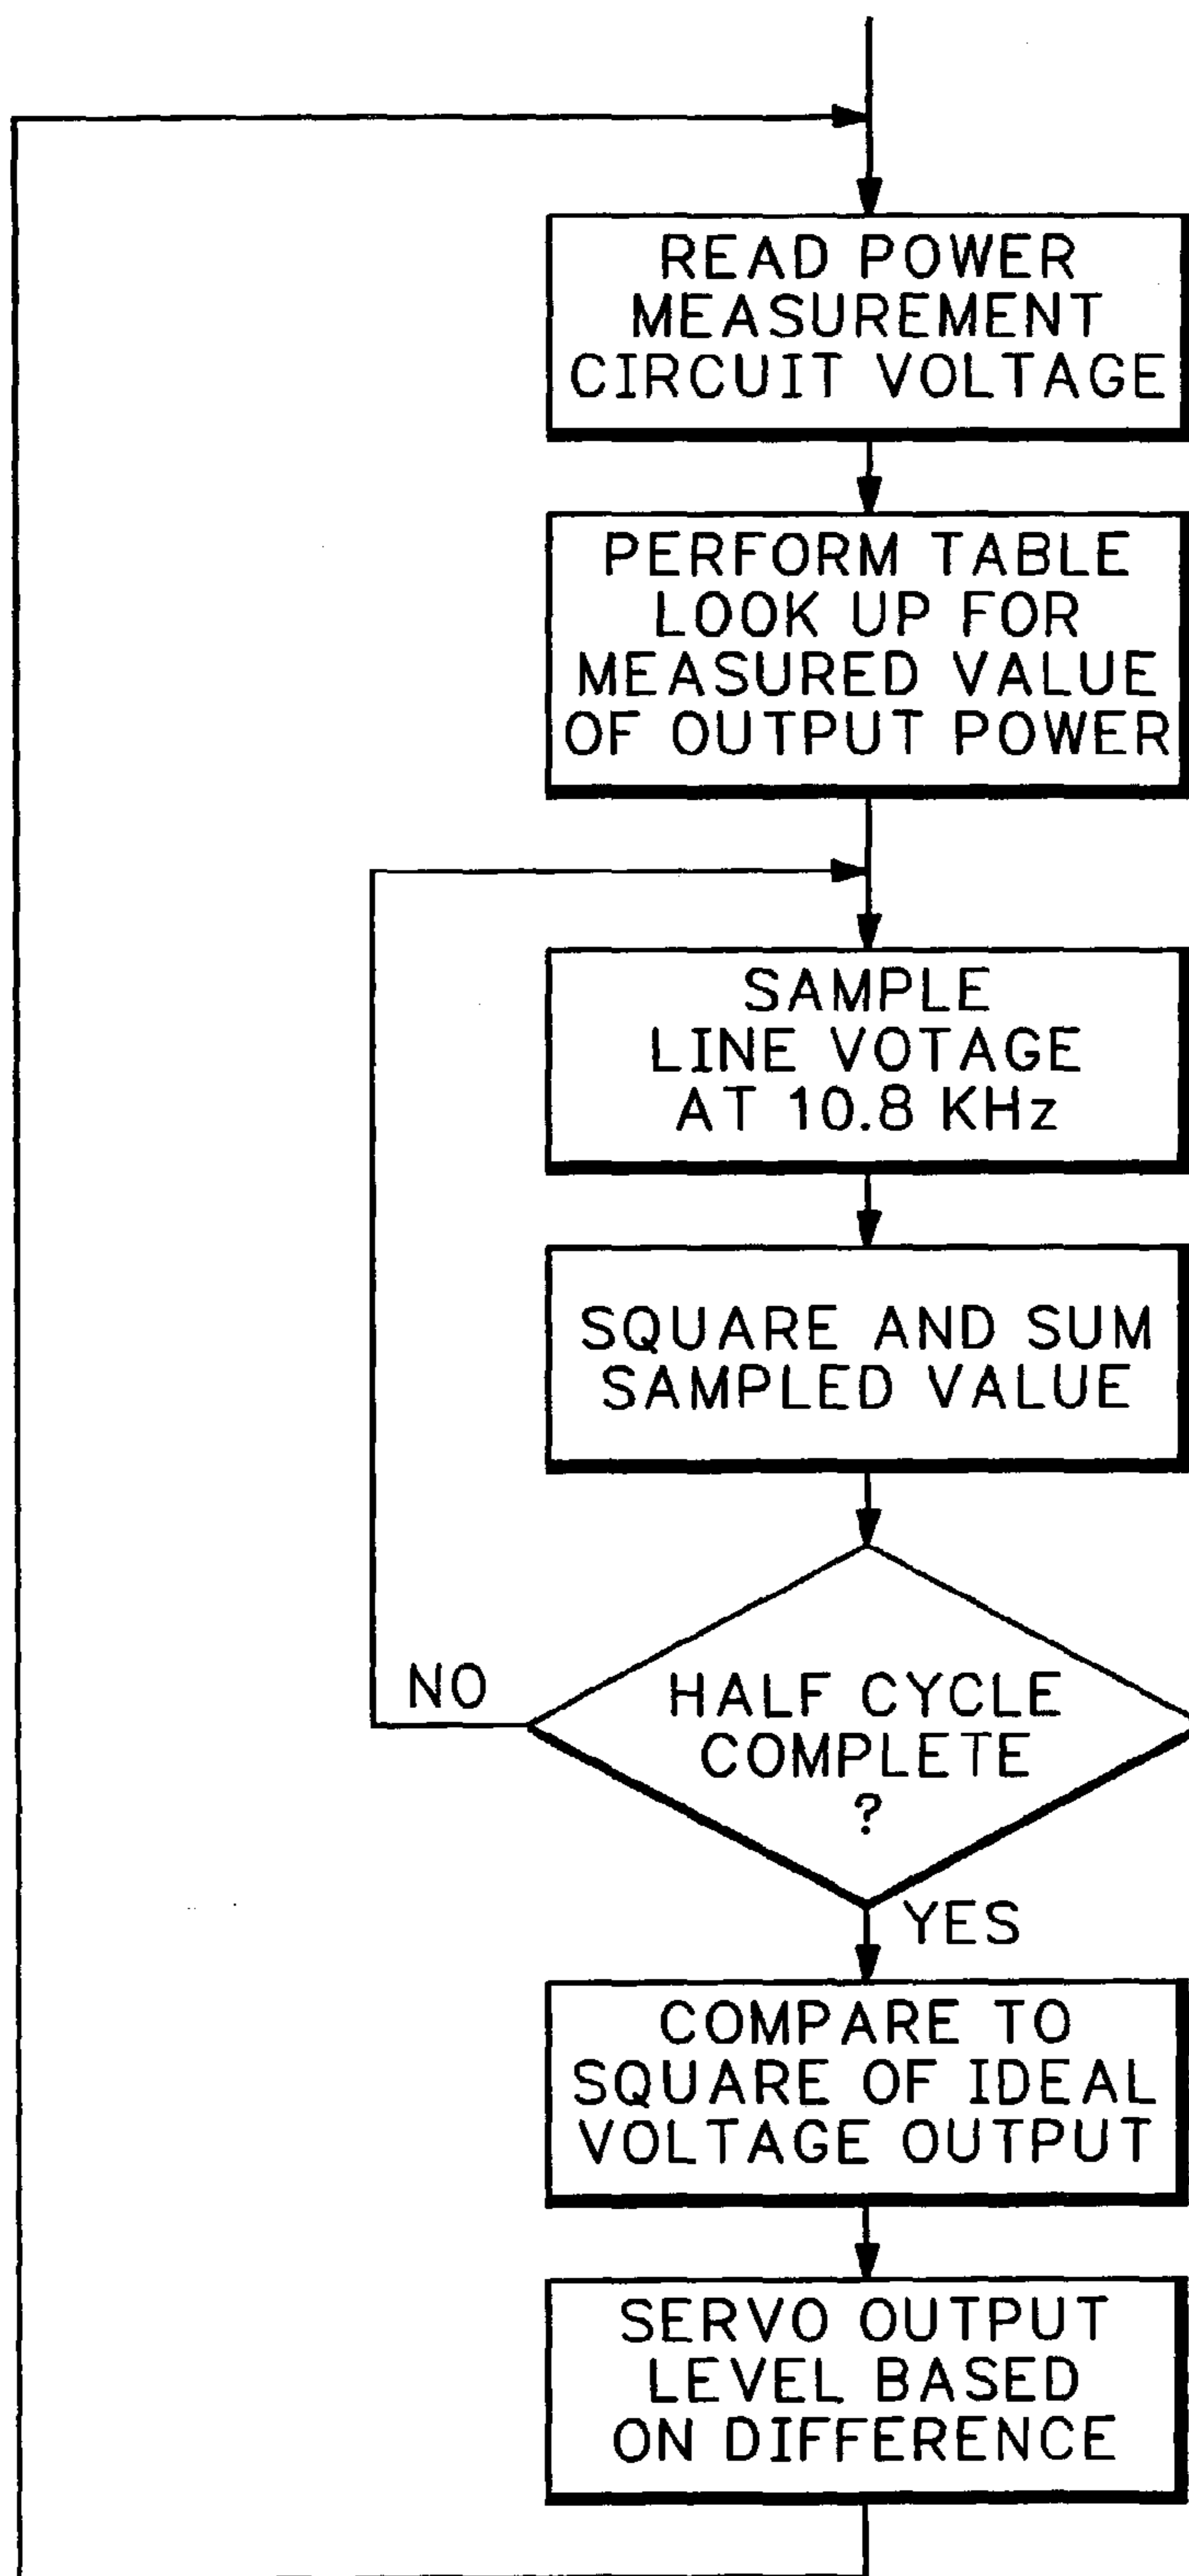 READ POWER
MEASUREMENT
CIRCUIT VOLTAGE
PERFORM TABLE
LOOK UP FOR
MEASURED VALUE
OF OUTPUT POWER
SAMPLE
LINE VOTAGE
AT 10.8 KHz
SQUARE AND SUM
SAMPLED VALUE
NO
HALF CYCLE
COMPLETE
?
YES
COMPARE TO
SQUARE OF IDEAL
VOLTAGE OUTPUT
SERVO OUTPUT
LEVEL BASED
ON DIFFERENCE